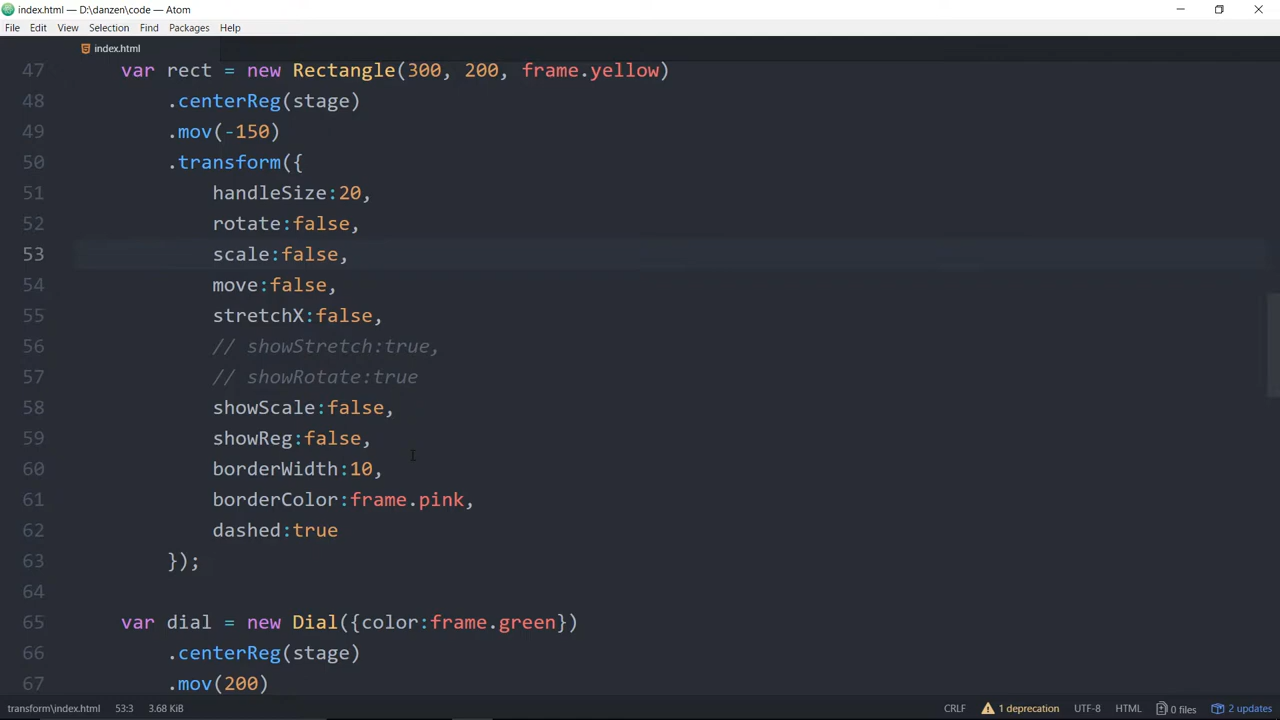 index.html — D:\danzen\code — Atom
File Edit View Selection Find Packages Help
index.html
47 var rect = new Rectangle(300, 200, frame.yellow)
48 .centerReg(stage)
49 .mov(-150)
50 .transform({
51 handleSize:20,
52 rotate:false,
53 scale:false,
54 move:false,
55 stretchX:false,
56 // showStretch:true,
57 // showRotate:true
58 showScale:false,
59 showReg:false,
60 borderWidth:10,
61 borderColor:frame.pink,
62 dashed:true
63 });
64
65 var dial = new Dial({color:frame.green})
66 .centerReg(stage)
67 .mov(200)
transform\index.html 53:3 3.68 KiB CRLF 1 deprecation UTF-8 HTML 0 files 2 updates